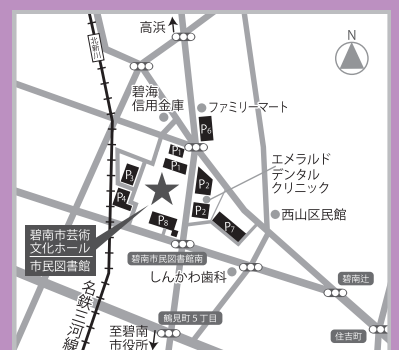 高浜
北新川
N
碧海
信用金庫
ファミリーマート
P6
P1
P1
エメラルド
デンタル
クリニック
P3
P2
P4
P2
西山区民館
P8
P7
碧南市芸術
文化ホール
市民図書館
碧南市民図書館南
しんかわ歯科
碧南辻
名鉄三河線
鶴見町5丁目
住吉町
至碧南
市役所